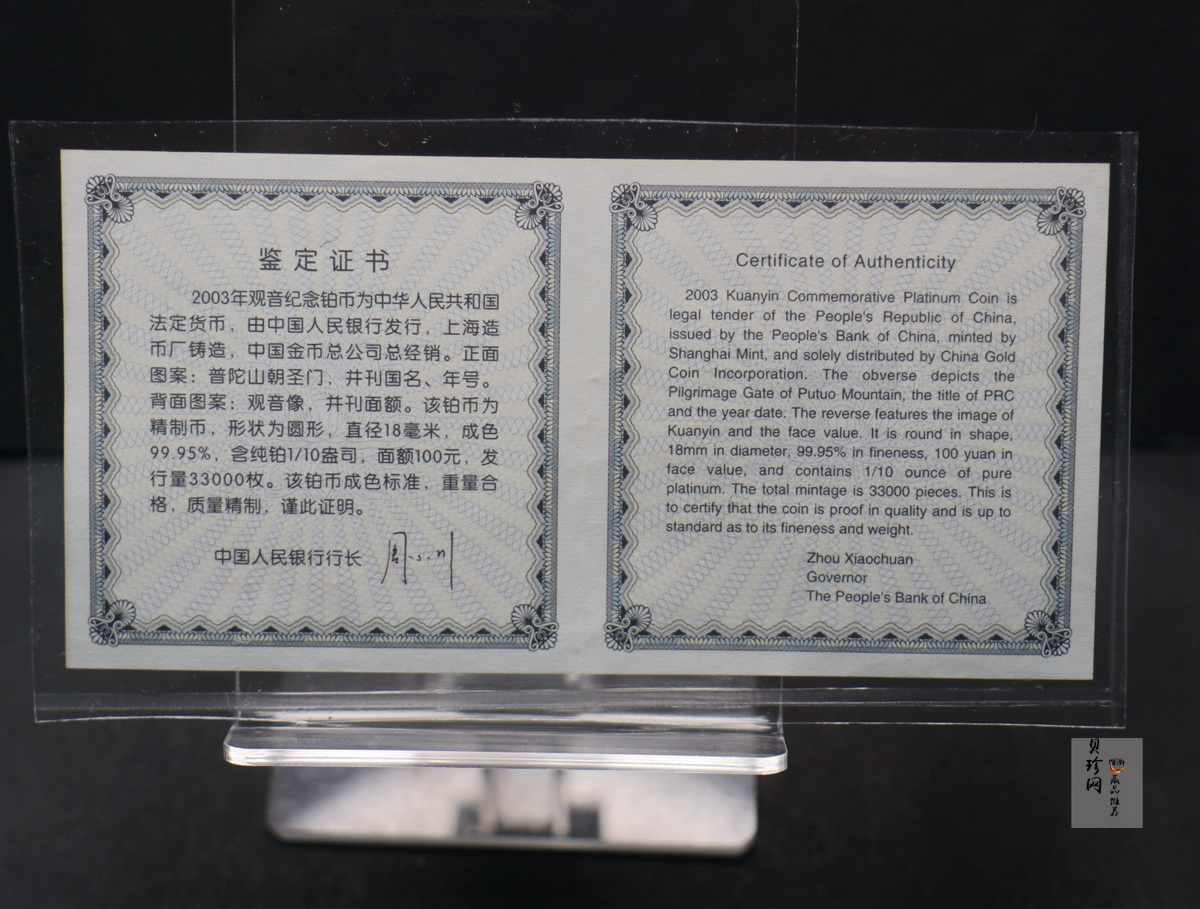 鉴定证书
2003年观音纪念铂币为中华人民共和国
法定货币，由中国人民银行发行，上海造
币厂铸造，中国金币总公司总经销。正面
图案：普陀山朝圣门，并刊国名、年号。
背面图案：观音像，并刊面额。该铂币为
精制币，形状为圆形，直径18毫米，成色
99.95%，含纯铂1/10盎司，面额100元，发
行量33000枚。该铂币成色标准，重量合
格，质量精制，谨此证明。
中国人民银行行长 周小川
Certificate of Authenticity
2003 Kuanyin Commemorative Platinum Coin is
legal tender of the People's Republic of China,
issued by the People's Bank of China, minted by
Shanghai Mint, and solely distributed by China Gold
Coin Incorporation. The obverse depicts the
Pilgrimage Gate of Putuo Mountain, the title of PRC
and the year date. The reverse features the image of
Kuanyin and the face value. It is round in shape,
18mm in diameter, 99.95% in fineness, 100 yuan in
face value, and contains 1/10 ounce of pure
platinum. The total mintage is 33000 pieces. This is
to certify that the coin is proof in quality and is up to
standard as to its fineness and weight.
Zhou Xiaochuan
Governor
The People's Bank of China
贝珍网
商品推荐